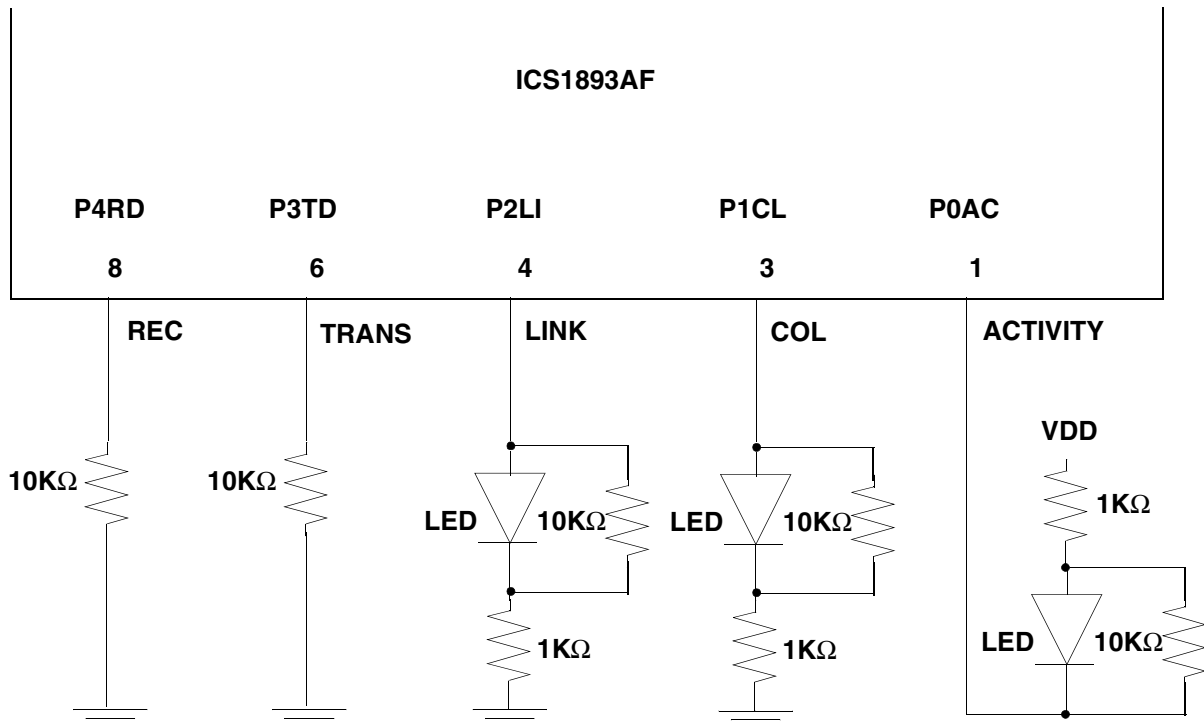 ICS1893AF
P4RD P3TD P2LI P1CL P0AC
8 6 4 3 1
REC TRANS LINK COL ACTIVITY
VDD
10KΩ 10KΩ 1KΩ
LED 10KΩ LED 10KΩ
1KΩ 1KΩ LED 10KΩ